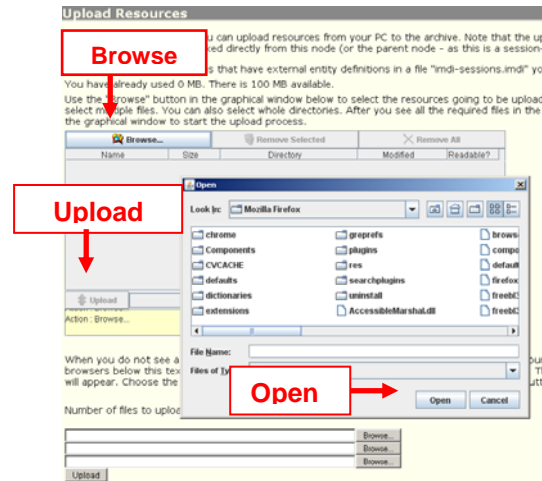 Upload Resources
u can upload resources from your PC to the archive. Note that the up
Browse
ked directly from this node (or the parent node - as this is a session-
s that have external entity definitions in a file "imdi-sessions.imdi" yo
You have already used 0 MB. There is 100 MB available.
Use the "Browse" button in the graphical window below to select the resources going to be upload
select multiple files. You can also select whole directories. After you see all the required files in the
the graphical window to start the upload process.
Browse... Remove Selected Remove All
Name Size Directory Modified Readable?
Open
Look In: Mozilla Firefox
Upload
chrome greprefs brows
Components plugins compo
CVCACHE res default
defaults searchplugins firefox
dictionaries uninstall freebl3
extensions AccessibleMarshal.dll freebl3
Upload
Action : Browse...
File Name:
When you do not see a
browsers below this tex
Files of Ty
will appear. Choose the
Open
Open Cancel
Number of files to uploa
Browse...
Browse...
Browse...
Upload